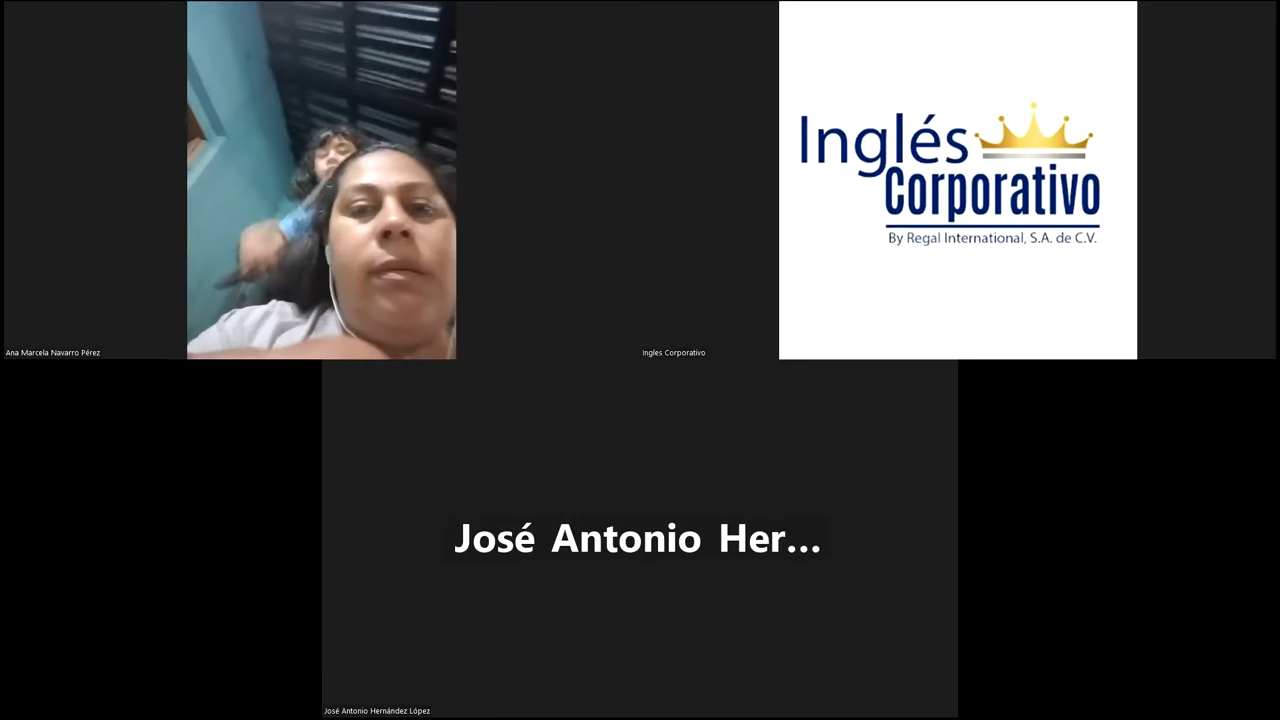 Inglés
Corporativo
By Regal International, S.A. de C.V.
Ana Marcela Navarro Pérez
Ingles Corporativo
José Antonio Her...
José Antonio Hernández López